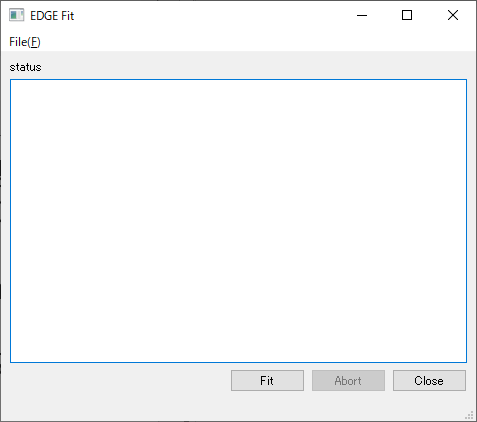 EDGE Fit
File(F)
status
Fit Abort Close